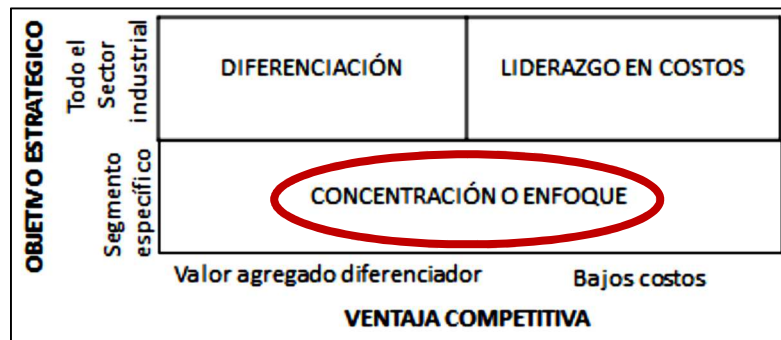 OBJETIVO ESTRATEGICO
Todo el
Sector
industrial
DIFERENCIACIÓN
LIDERAZGO EN COSTOS
Segmento
específico
CONCENTRACIÓN O ENFOQUE
Valor agregado diferenciador
Bajos costos
VENTAJA COMPETITIVA